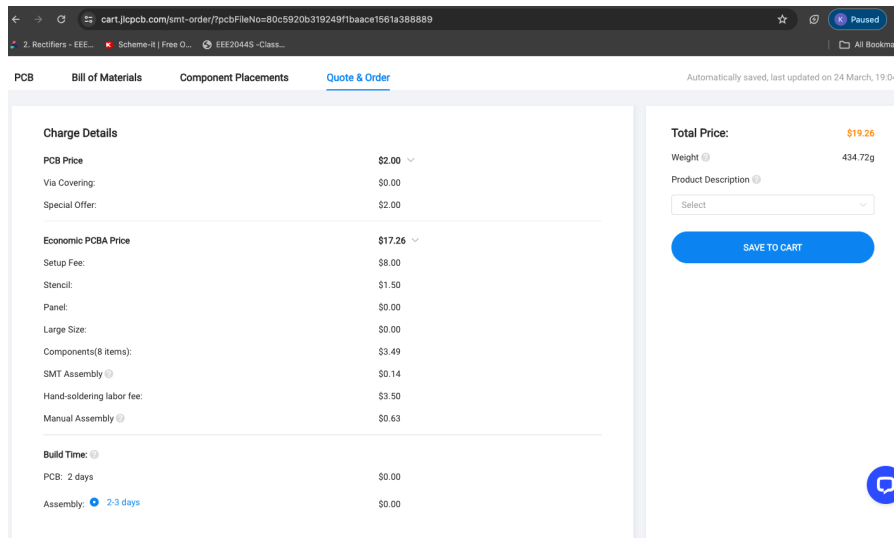 cart.jlcpcb.com/smt-order/?pcbFileNo=80c5920b319249f1baace1561a388889
K Paused
2. Rectifiers - EEE... K Scheme-it | Free O... EEE2044S -Class... All Bookma
PCB Bill of Materials Component Placements Quote & Order Automatically saved, last updated on 24 March, 19:04
Charge Details
PCB Price $2.00
Via Covering: $0.00
Special Offer: $2.00
Economic PCBA Price $17.26
Setup Fee: $8.00
Stencil: $1.50
Panel: $0.00
Large Size: $0.00
Components(8 items): $3.49
SMT Assembly ? $0.14
Hand-soldering labor fee: $3.50
Manual Assembly ? $0.63
Build Time: ?
PCB: 2 days $0.00
Assembly: 2-3 days $0.00
Total Price: $19.26
Weight ? 434.72g
Product Description ?
Select
SAVE TO CART